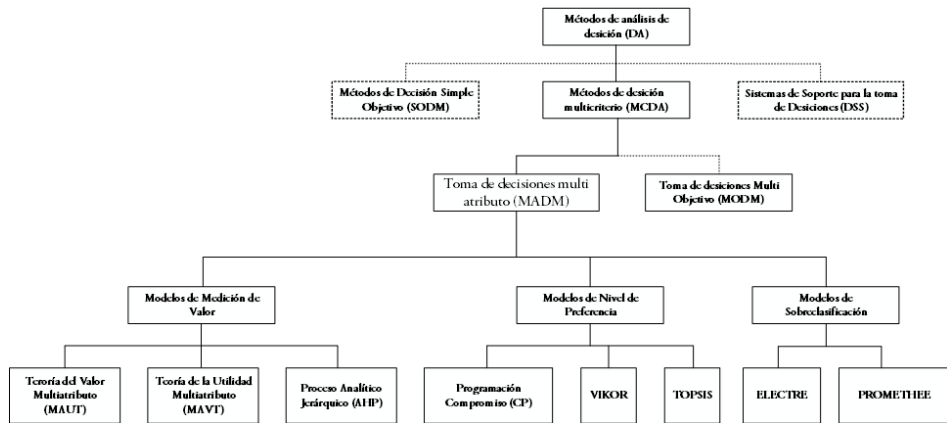 Métodos de análisis de
desición (DA)
Métodos de Decisión Simple
Objetivo (SODM)
Métodos de desición
multicriterio (MCDA)
Sistemas de Soporte para la toma
de Desiciones (DSS)
Toma de decisiones multi
atributo (MADM)
Toma de desiciones Multi
Objetivo (MODM)
Modelos de Medición de
Valor
Modelos de Nivel de
Preferencia
Modelos de
Sobreclasificación
Teroría del Valor
Multiatributo
(MAUT)
Teoría de la Utilidad
Multiatributo
(MAVT)
Proceso Analítico
Jerárquico (AHP)
Programación
Compromiso (CP)
VIKOR
TOPSIS
ELECTRE
PROMETHEE